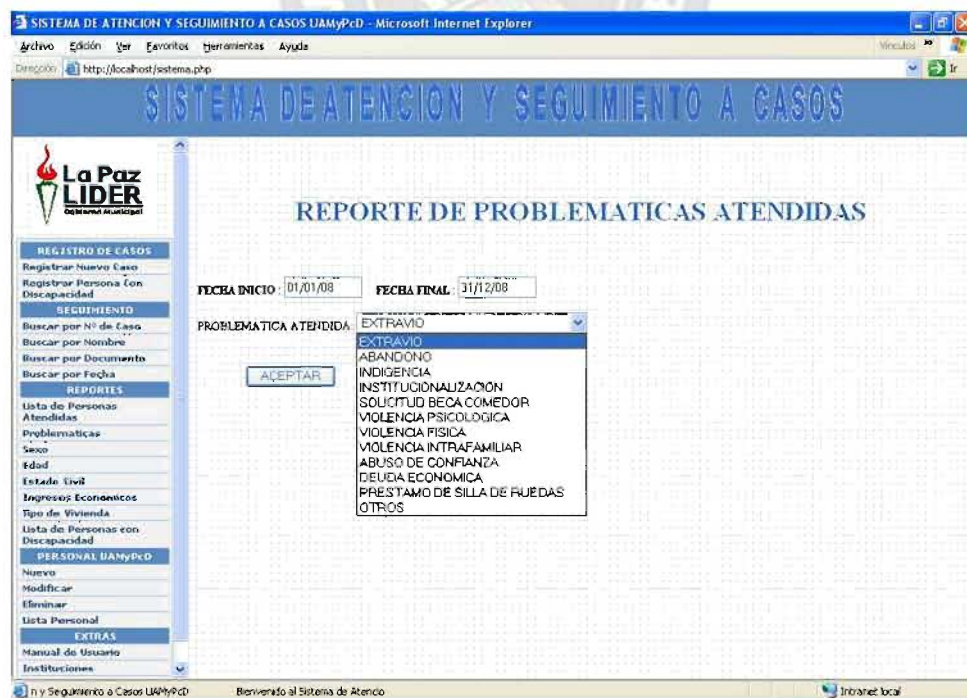 SISTEMA DE ATENCION Y SEGUIMIENTO A CASOS UAMyPcD - Microsoft Internet Explorer
Archivo Edición Ver Favoritos Herramientas Ayuda
Vínculos
Dirección http://localhost/sistema.php
Ir
SISTEMA DE ATENCION Y SEGUIMIENTO A CASOS
La Paz
LIDER
Gobierno Municipal
REPORTE DE PROBLEMATICAS ATENDIDAS
REGISTRO DE CASOS
Registrar Nuevo Caso
Registrar Persona Con
Discapacidad
SEGUIMIENTO
Buscar por Nº de Caso
Buscar por Nombre
Buscar por Documento
Buscar por Fecha
REPORTES
Lista de Personas
Atendidas
Problematicas
Sexo
Edad
Estado Civil
Ingresos Economicos
Tipo de Vivienda
Lista de Personas con
Discapacidad
PERSONAL UAMyPcD
Nuevo
Modificar
Eliminar
Lista Personal
EXTRAS
Manual de Usuario
Instituciones
FECHA INICIO : 01/01/08 FECHA FINAL : 31/12/08
PROBLEMATICA ATENDIDA EXTRAVIO
EXTRAVIO
ABANDONO
INDIGENCIA
INSTITUCIONALIZACION
SOLICITUD BECA COMEDOR
VIOLENCIA PSICOLOGICA
VIOLENCIA FISICA
VIOLENCIA INTRAFAMILIAR
ABUSO DE CONFIANZA
DEUDA ECONOMICA
PRESTAMO DE SILLA DE RUEDAS
OTROS
ACEPTAR
n y Seguimiento a Casos UAMyPcD Bienvenido al Sistema de Atencio
Intranet local